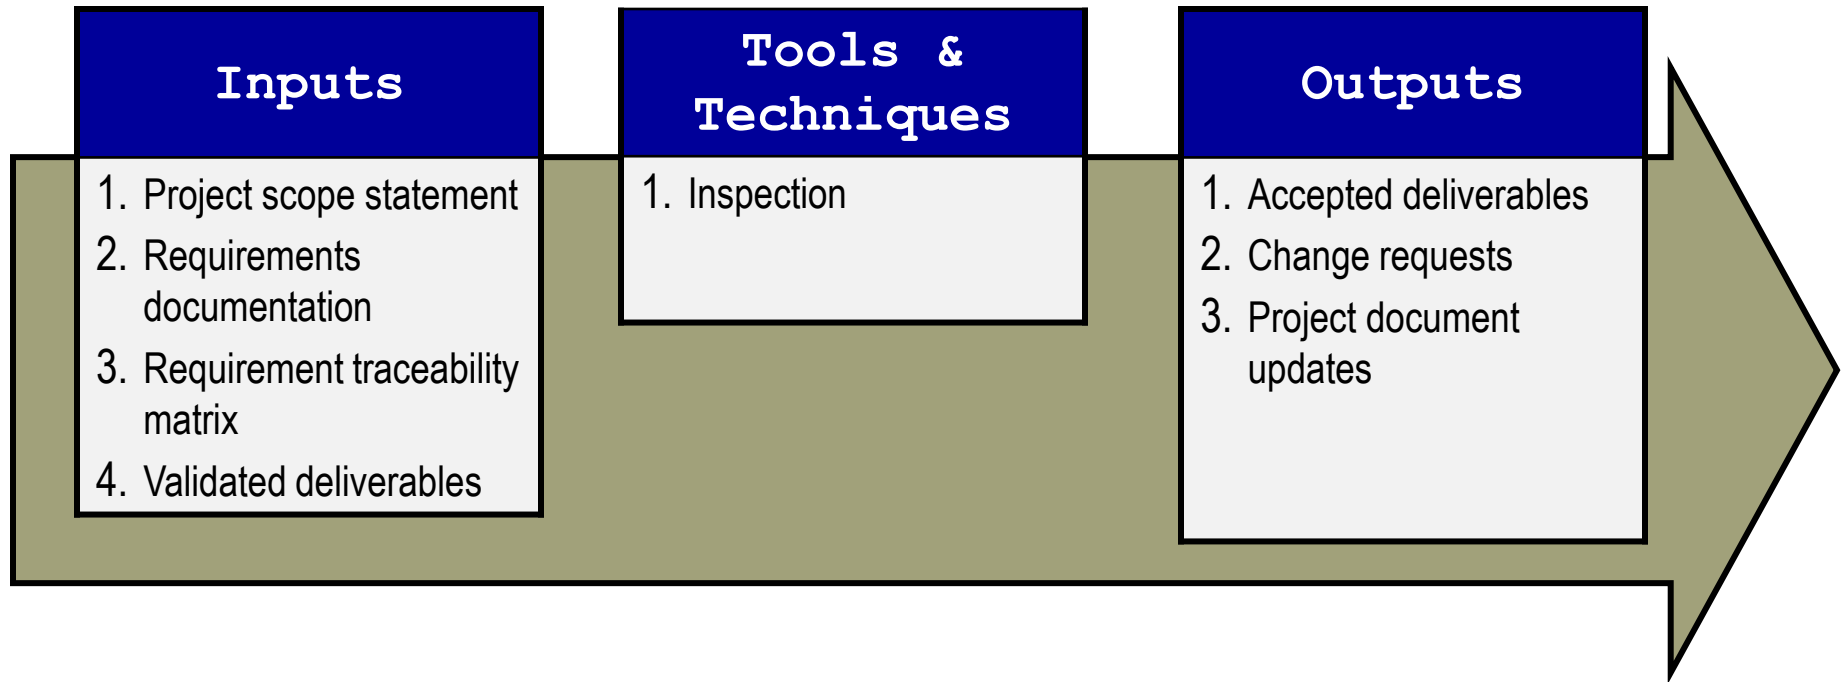 Inputs
1. Project scope statement
2. Requirements
documentation
3. Requirement traceability
matrix
4. Validated deliverables
Tools &
Techniques
1. Inspection
Outputs
1. Accepted deliverables
2. Change requests
3. Project document
updates